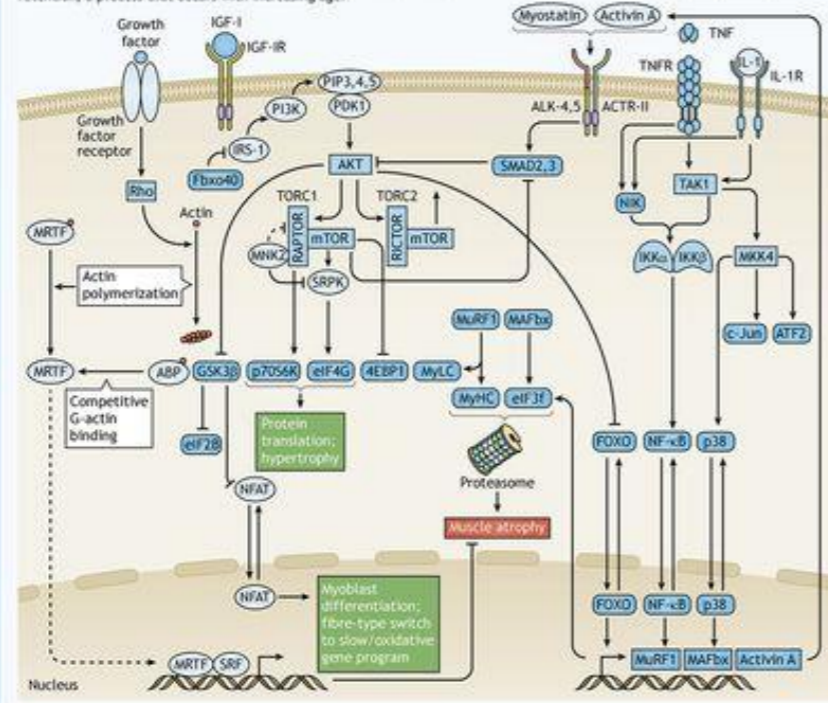 Growth
factor
IGF-I
IGF-IR
Myostatin
Activin A
TNF
TNFR
IL-1
IL-1R
PIP3,4,5
PDK1
PI3K
IRS-1
Fbxo40
ALK-4,5
ACTR-II
Growth
factor
receptor
AKT
SMAD2,3
TAK1
NIK
Rho
TORC1
TORC2
Actin
MRTF
P
RAPTOR
mTOR
RICTOR
mTOR
MNK2
SRPK
IKKα
IKKβ
MKK4
Actin
polymerization
MuRF1
MAFbx
c-Jun
ATF2
MRTF
ABP
GSK3β
p70S6K
eIF4G
4EBP1
MyLC
MyHC
eIF3f
Competitive
G-actin
binding
eIF2B
Protein
translation;
hypertrophy
FOXO
NF-κB
p38
Proteasome
NFAT
Muscle atrophy
NFAT
Myoblast
differentiation;
fibre-type switch
to slow/oxidative
gene program
FOXO
NF-κB
p38
MRTF
SRF
MuRF1
MAFbx
Activin A
Nucleus